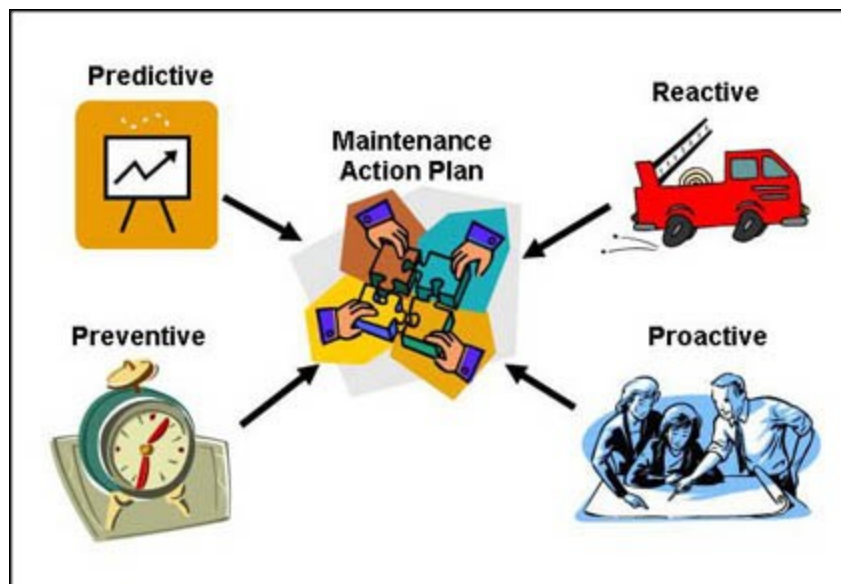 Predictive
Reactive
Maintenance
Action Plan
Preventive
Proactive